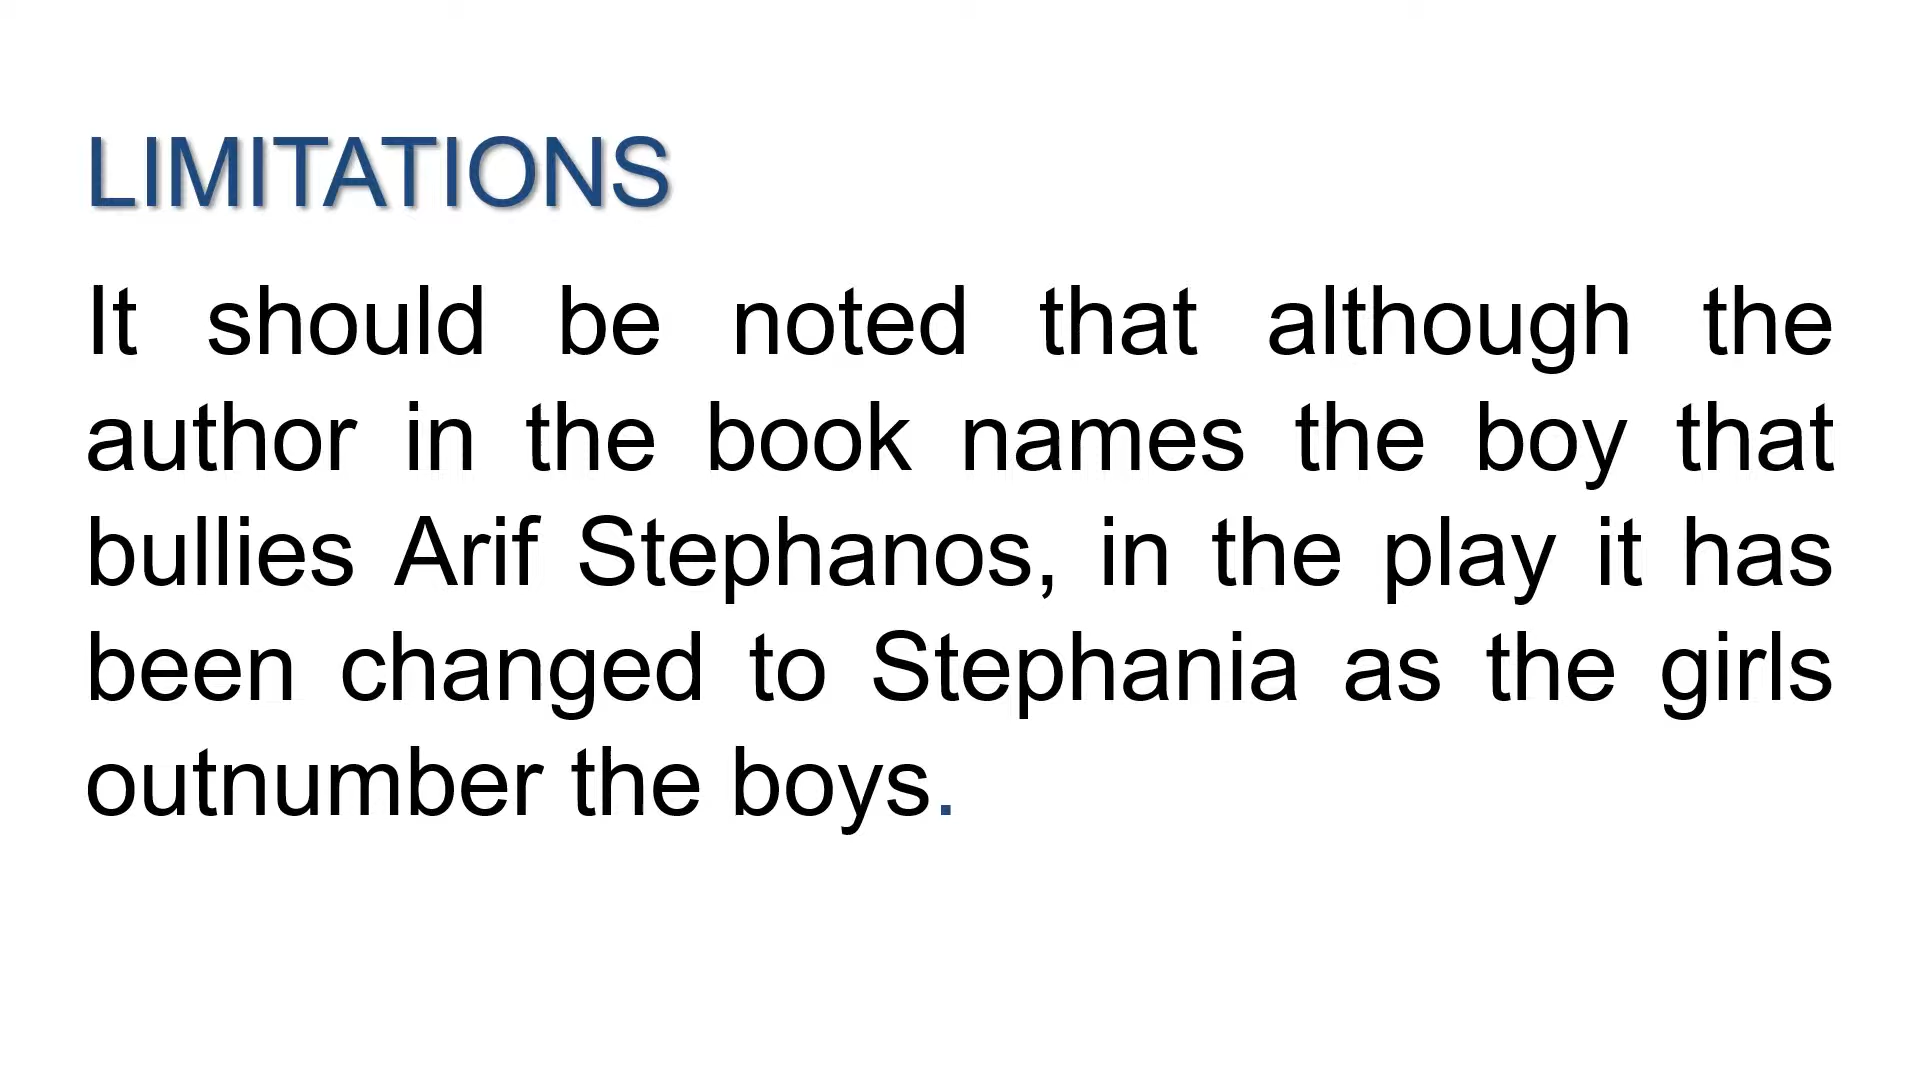 LIMITATIONS
It should be noted that although the
author in the book names the boy that
bullies Arif Stephanos, in the play it has
been changed to Stephania as the girls
outnumber the boys.